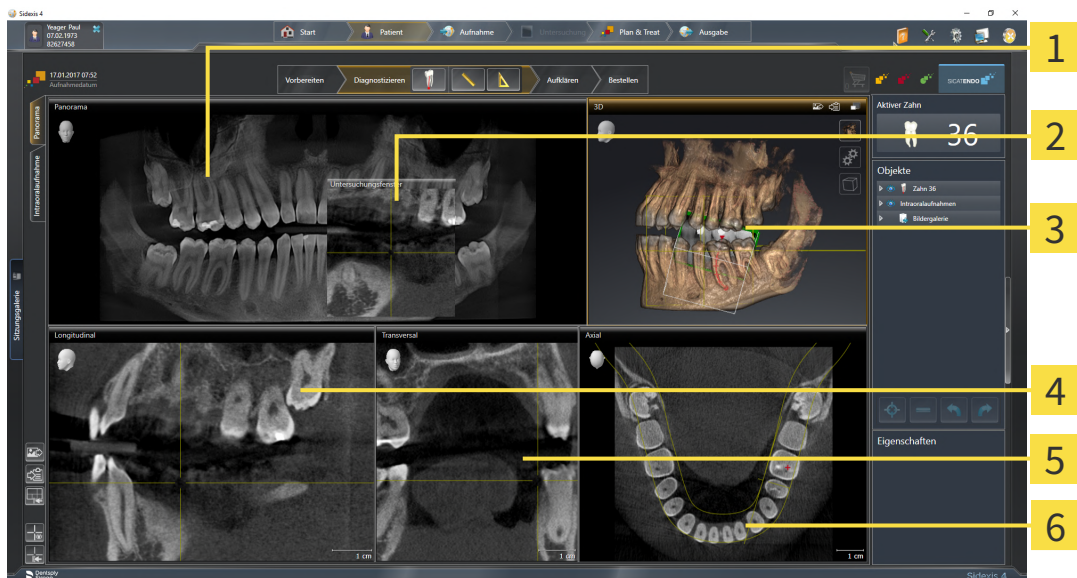 Sidexis 4
Yeager Paul
07.02.1973
82627458
Start
Patient
Aufnahme
Untersuchung
Plan & Treat
Ausgabe
1
17.01.2017 07:52
Aufnahmedatum
Vorbereiten
Diagnostizieren
Aufklären
Bestellen
SICATENDO
Panorama
Intraoralaufnahme
Sitzungsgalerie
Panorama
Untersuchungsfenster
3D
Aktiver Zahn
36
2
Objekte
Zahn 36
Intraoralaufnahmen
Bildergalerie
3
Longitudinal
Transversal
Axial
4
Eigenschaften
5
6
1 cm
1 cm
1 cm
Dentsply
Sirona
Sidexis 4